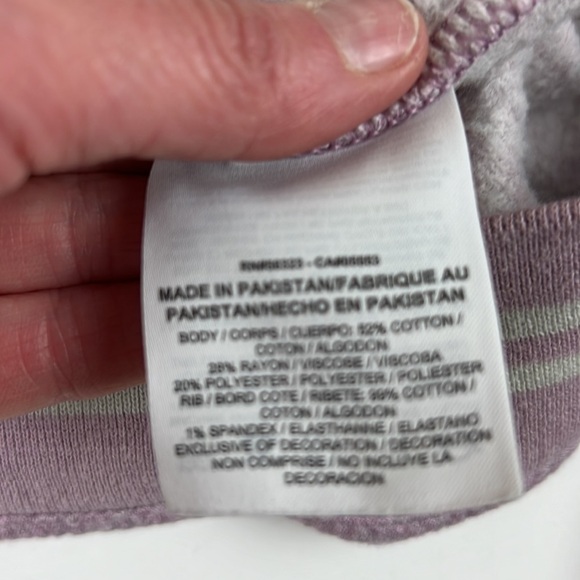 MADE IN PAKISTAN/FABRIQUE AU
PAKISTAN/HECHO EN PAKISTAN
BODY / CORPS / CUERPO: 52% COTTON /
COTON / ALGODON
28% RAYON / VISCOSE / VISCOSA
20% POLYESTER / POLYESTER / POLIESTER
RIB / BORD COTE / RIBETE: 99% COTTON /
COTON / ALGODON
1% SPANDEX / ELASTHANNE / ELASTANO
EXCLUSIVE OF DECORATION / DECORATION
NON COMPRISE / NO INCLUYE LA
DECORACION